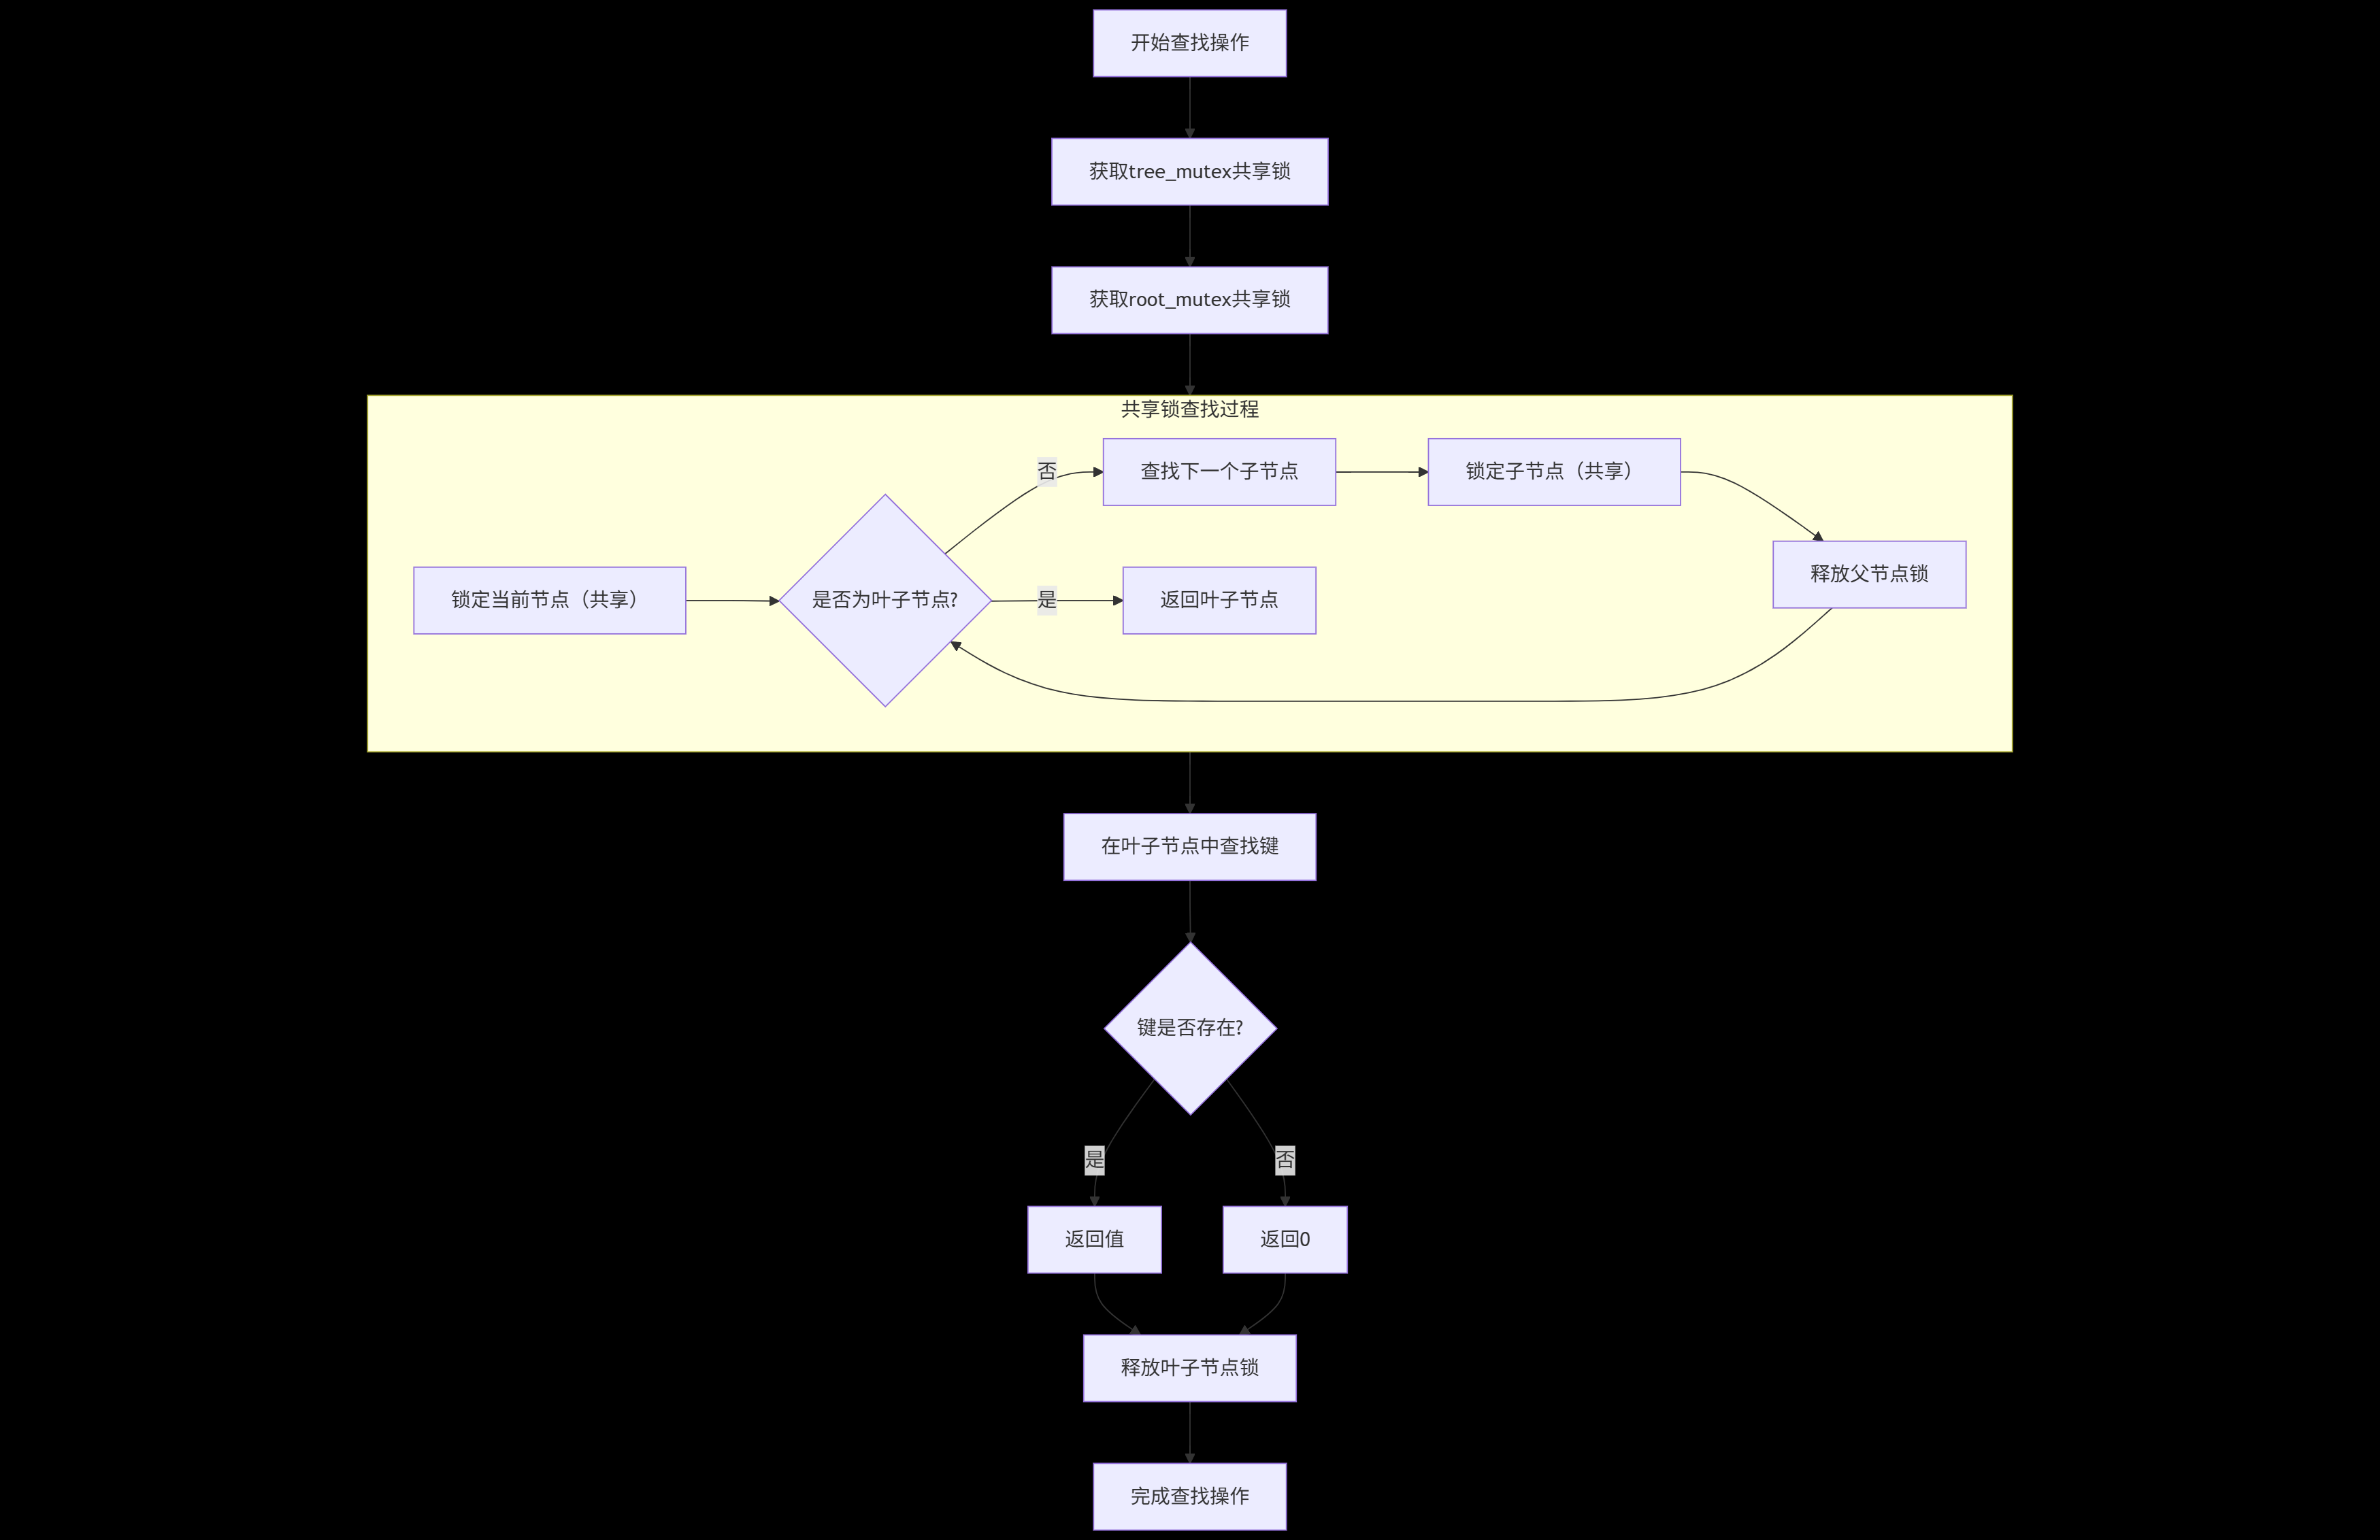 开始查找操作
获取tree_mutex共享锁
获取root_mutex共享锁
共享锁查找过程
锁定当前节点（共享）
是否为叶子节点?
否
查找下一个子节点
锁定子节点（共享）
释放父节点锁
是
返回叶子节点
在叶子节点中查找键
键是否存在?
是
否
返回值
返回0
释放叶子节点锁
完成查找操作